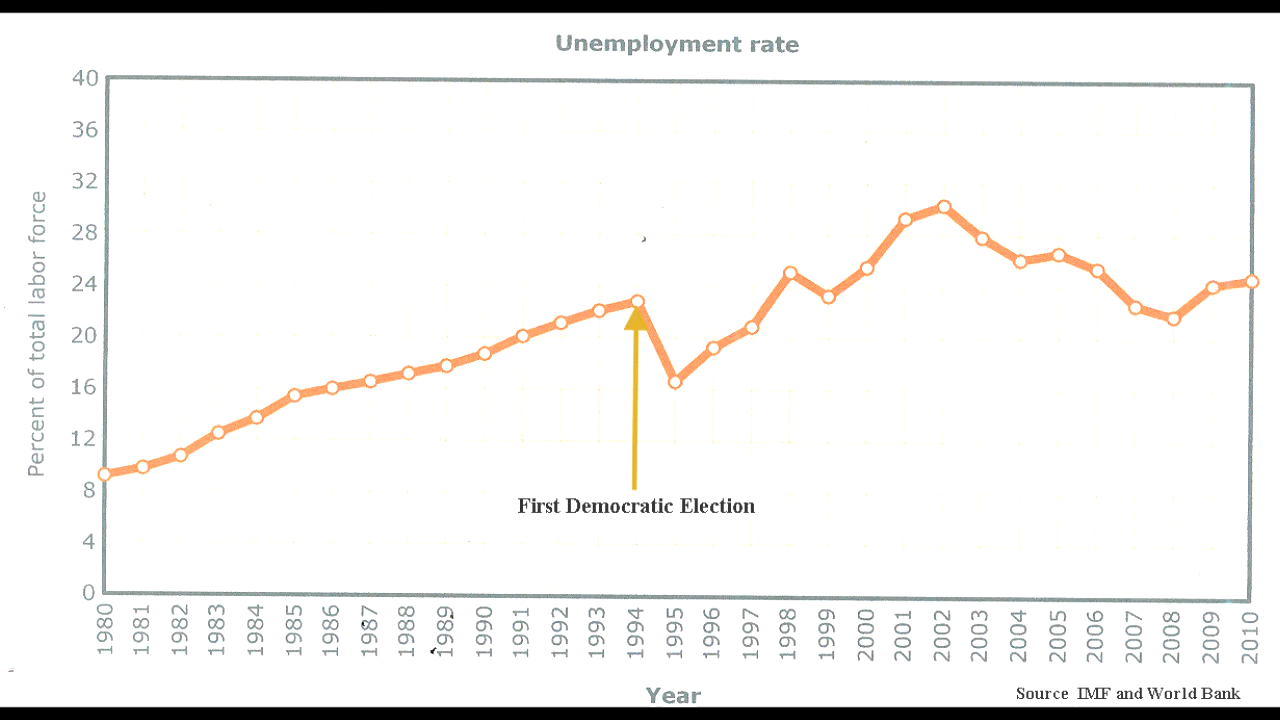 Unemployment rate
40
36
32
28
24
20
16
12
8
4
0
Percent of total labor force
First Democratic Election
1980 1981 1982 1983 1984 1985 1986 1987 1988 1989 1990 1991 1992 1993 1994 1995 1996 1997 1998 1999 2000 2001 2002 2003 2004 2005 2006 2007 2008 2009 2010
Year
Source IMF and World Bank